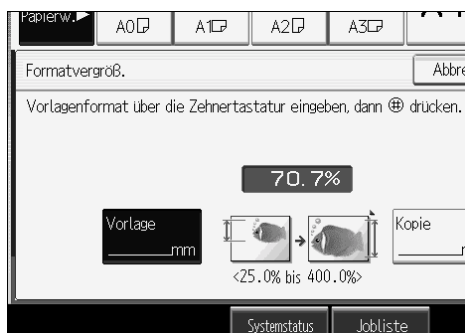 Papierw.▶
A0 A1 A2 A3
Formatvergröß.
Abbre
Vorlagenformat über die Zehnertastatur eingeben, dann ⊕ drücken.
70.7%
Vorlage
_____mm
Kopie
<25.0% bis 400.0%>
Systemstatus Jobliste